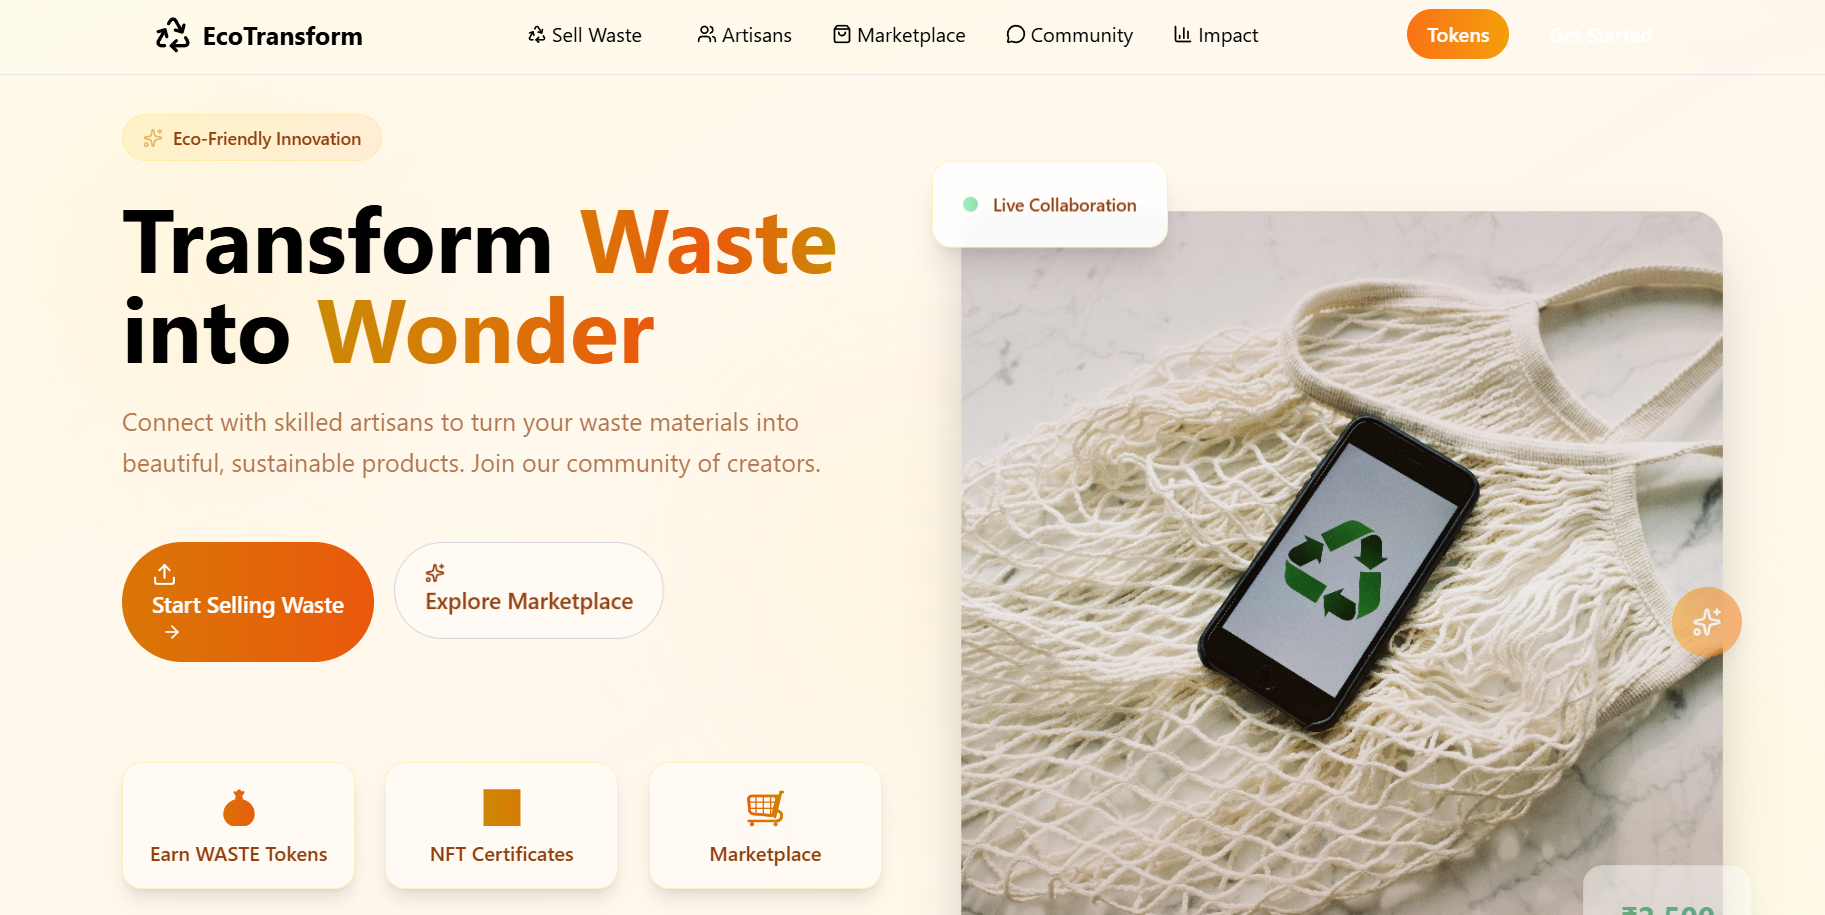 EcoTransform
Sell Waste
Artisans
Marketplace
Community
Impact
Tokens
Get Started
Eco-Friendly Innovation
Transform Waste
into Wonder
Connect with skilled artisans to turn your waste materials into
beautiful, sustainable products. Join our community of creators.
Start Selling Waste
Explore Marketplace
Earn WASTE Tokens
NFT Certificates
Marketplace
Live Collaboration
₹2,500